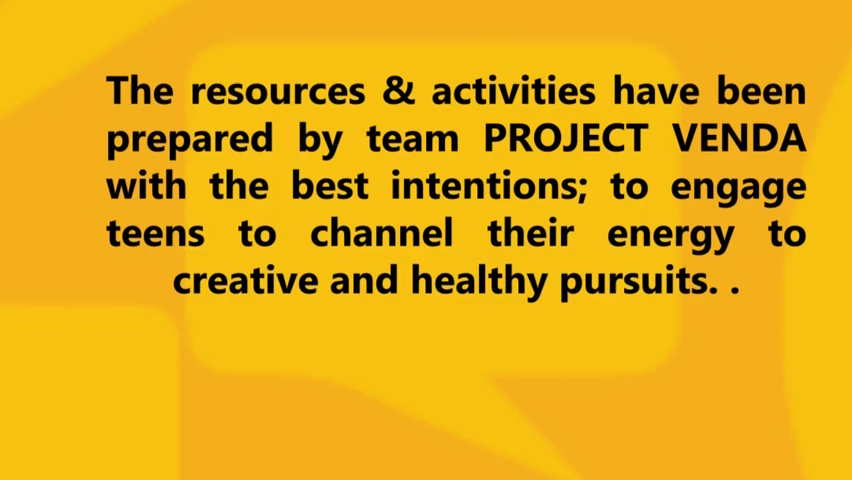 The resources & activities have been
prepared by team PROJECT VENDA
with the best intentions; to engage
teens to channel their energy to
creative and healthy pursuits. .